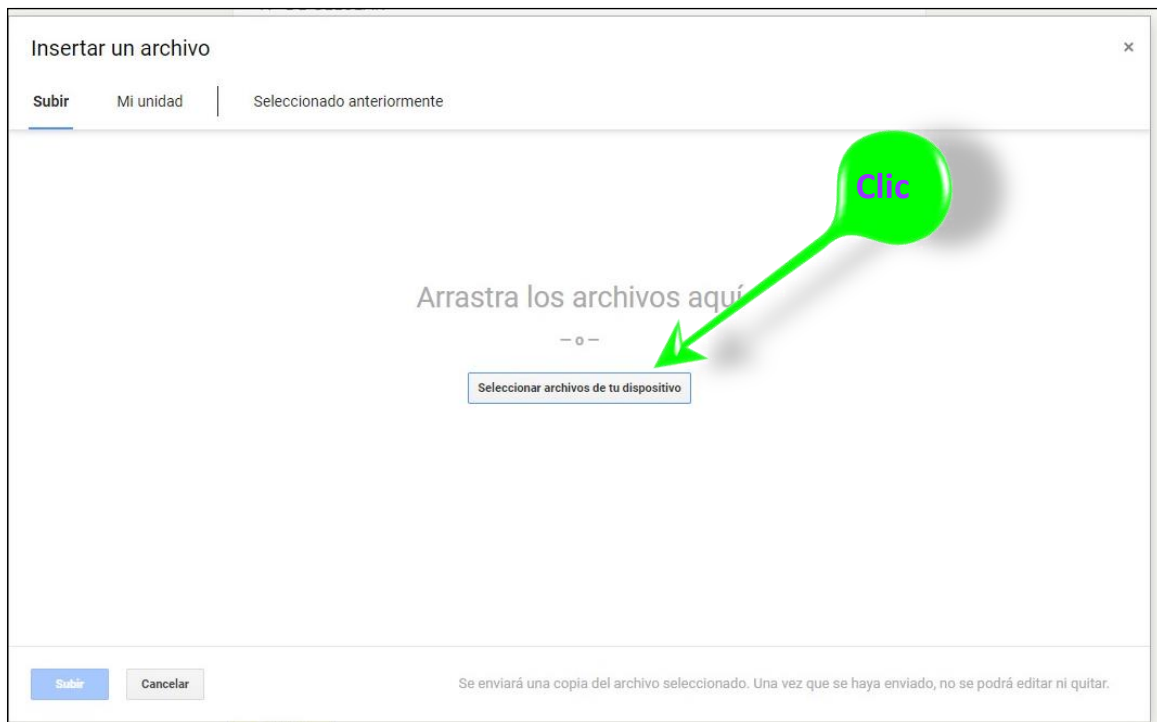 Insertar un archivo ×
Subir Mi unidad Seleccionado anteriormente
Clic
Arrastra los archivos aquí
— o —
Seleccionar archivos de tu dispositivo
Subir Cancelar Se enviará una copia del archivo seleccionado. Una vez que se haya enviado, no se podrá editar ni quitar.